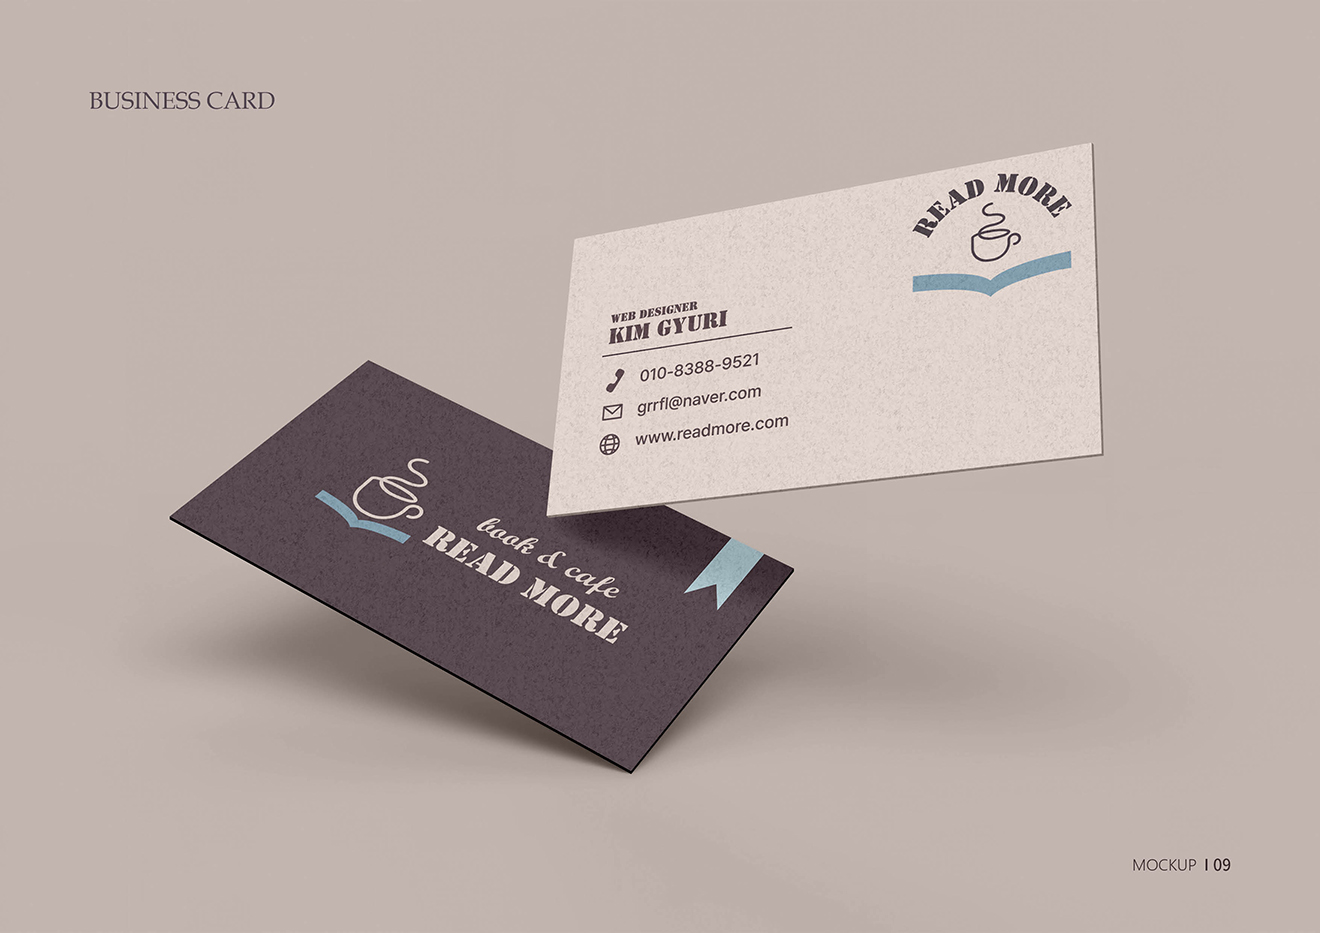 BUSINESS CARD
READ MORE
WEB DESIGNER
KIM GYURI
010-8388-9521
grrfl@naver.com
www.readmore.com
book & cafe
READ MORE
MOCKUP | 09